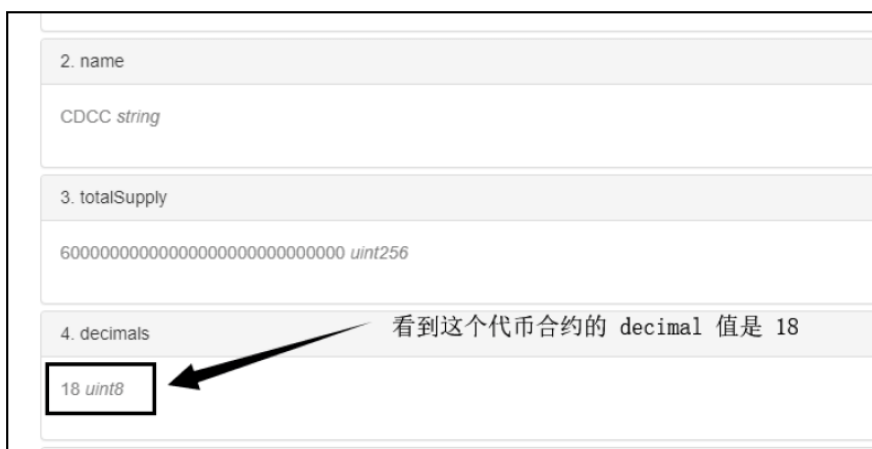 2. name
CDCC string
3. totalSupply
60000000000000000000000000000 uint256
4. decimals
看到这个代币合约的 decimal 值是 18
18 uint8